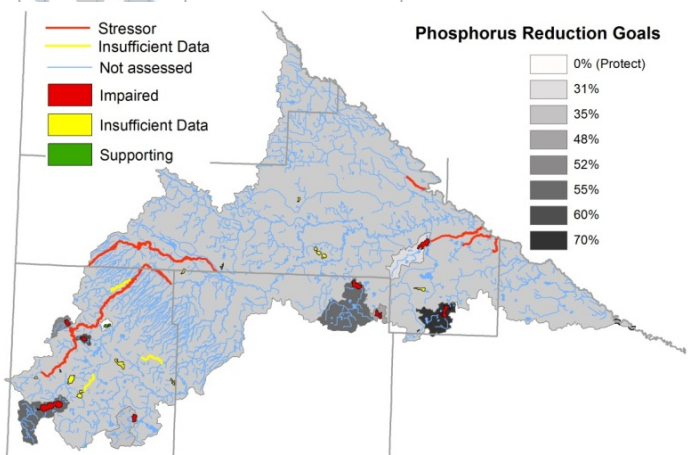 Stressor
Insufficient Data
Not assessed
Impaired
Insufficient Data
Supporting
Phosphorus Reduction Goals
0% (Protect)
31%
35%
48%
52%
55%
60%
70%